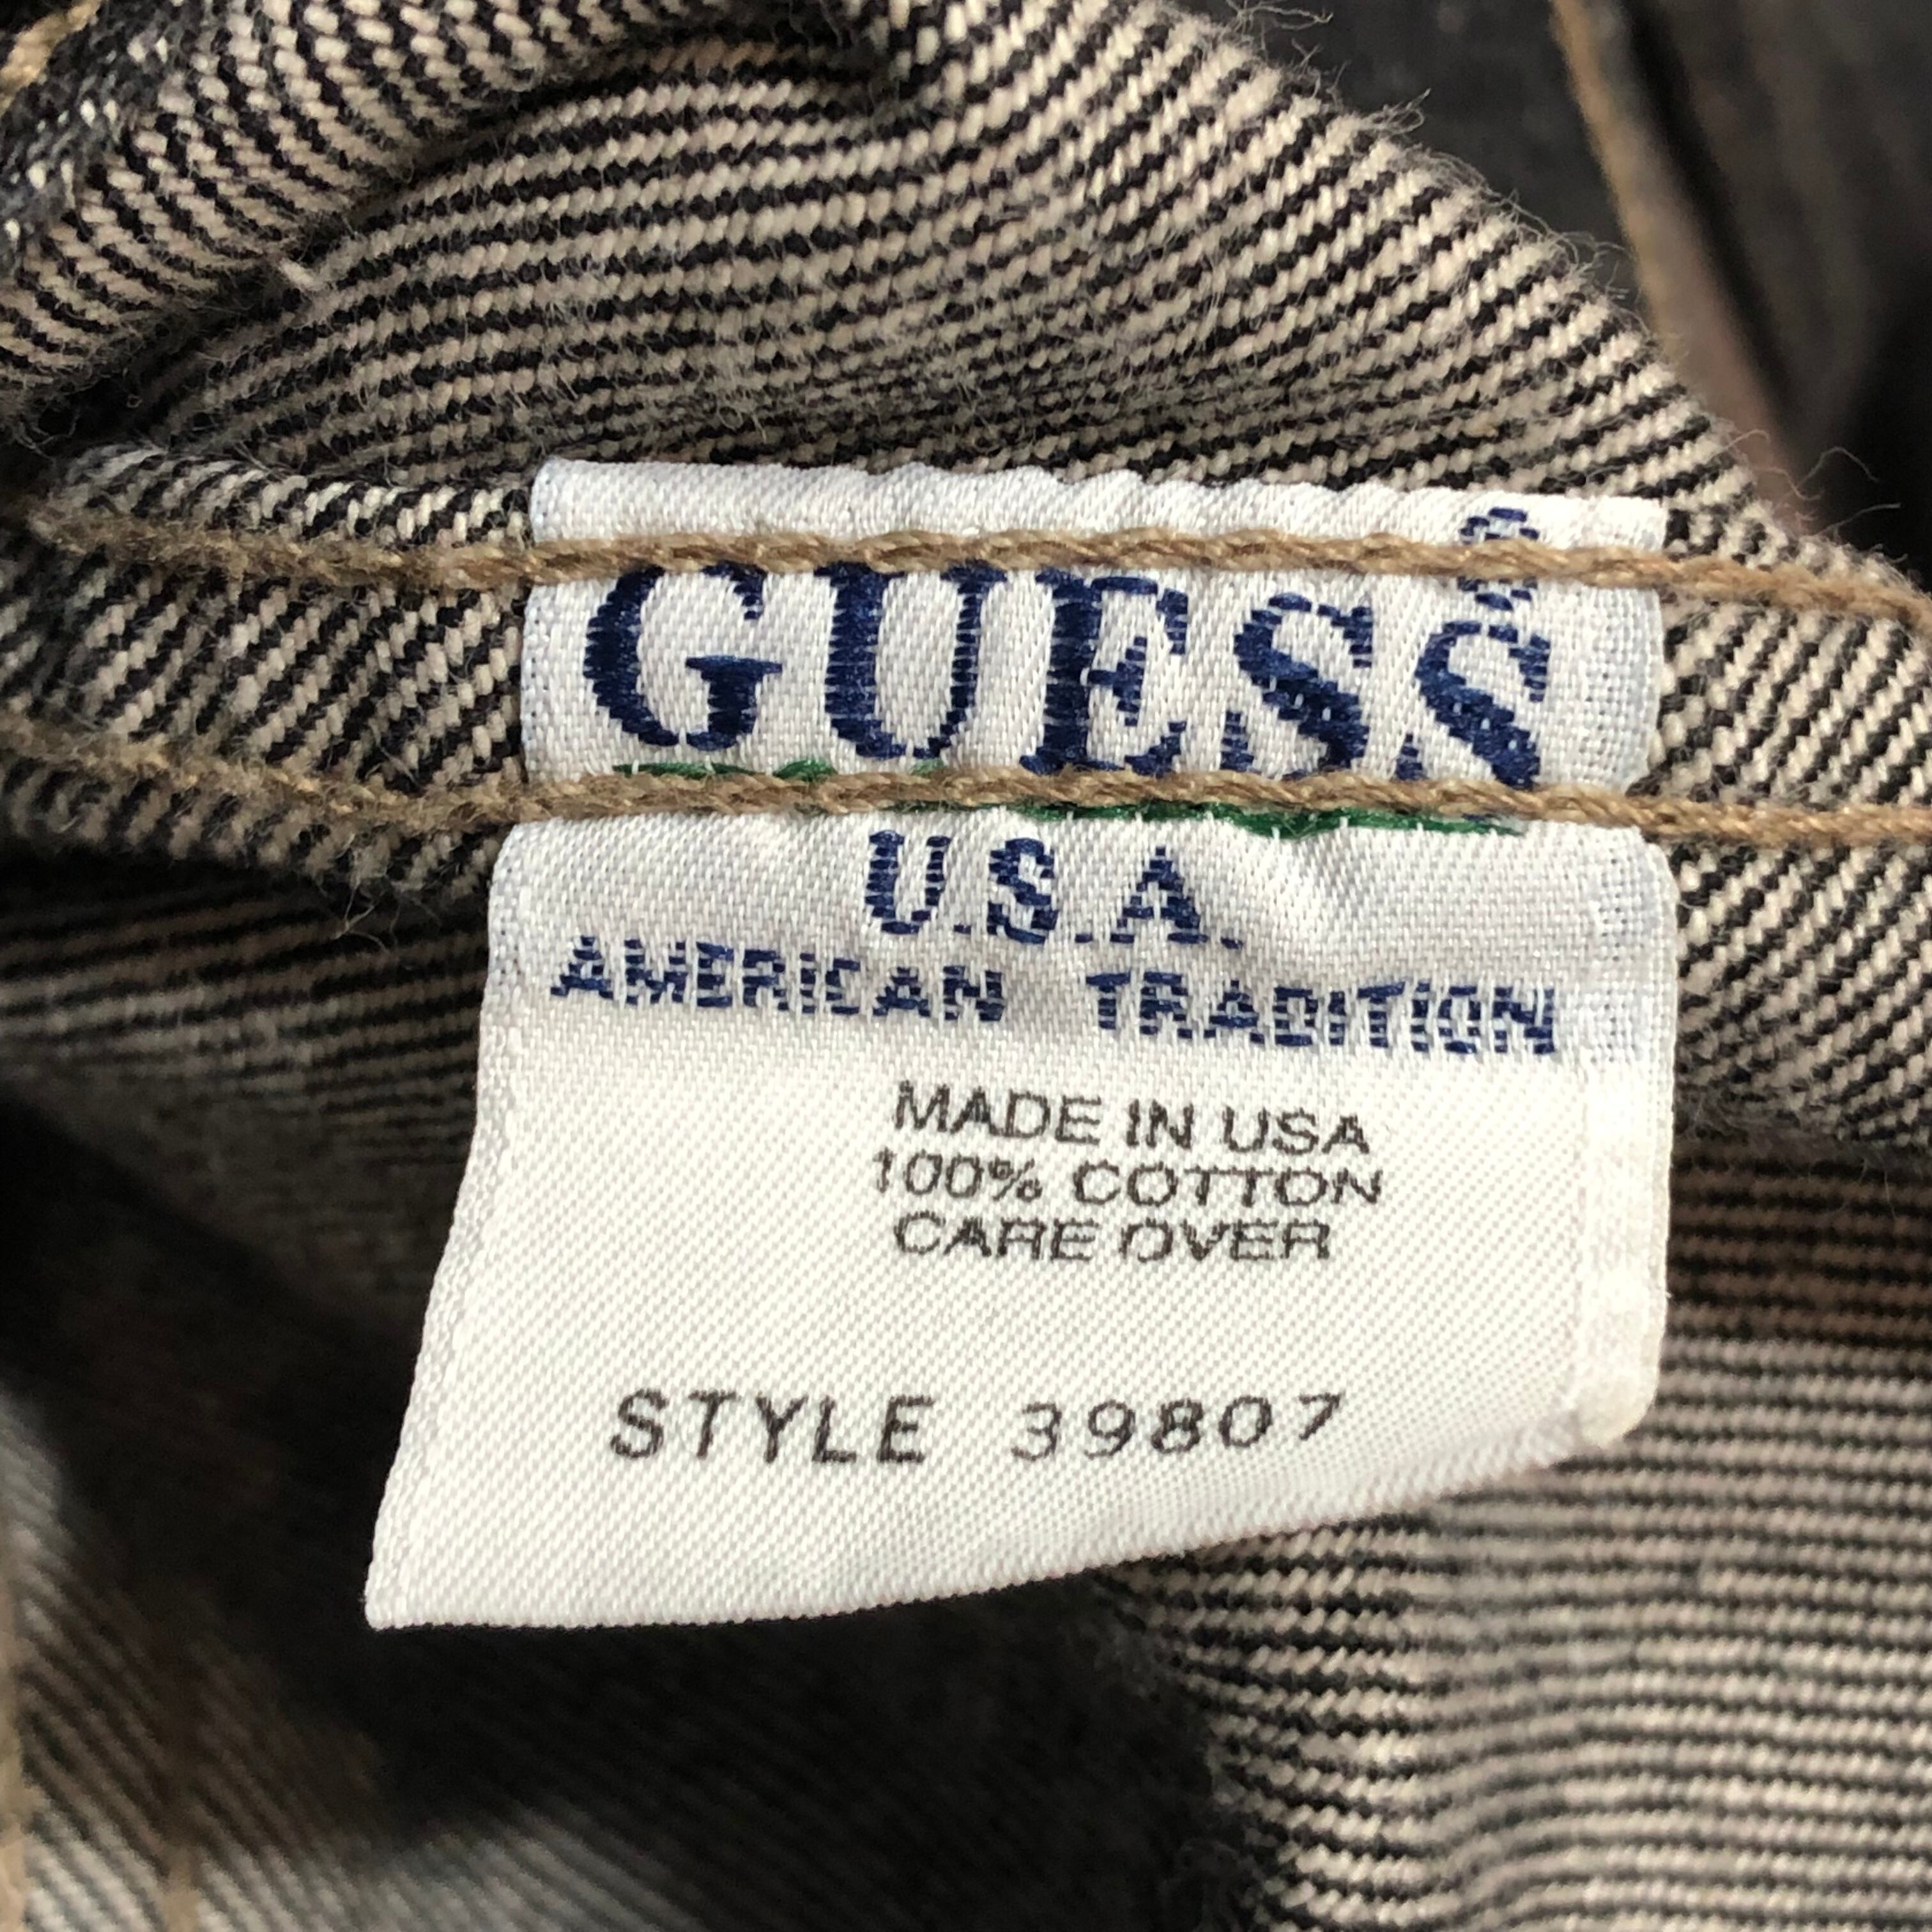 GUESS
U.S.A.
AMERICAN TRADITION
MADE IN USA
100% COTTON
CARE OVER
STYLE 39807